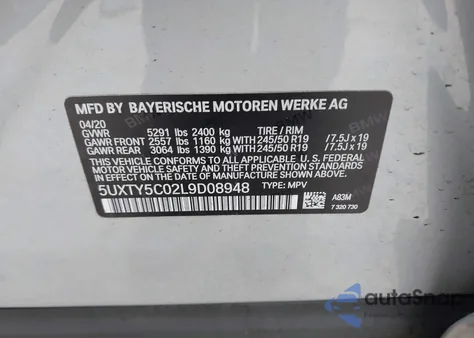 MFD BY BAYERISCHE MOTOREN WERKE AG
04/20
GVWR 5291 lbs 2400 kg TIRE / RIM
GAWR FRONT 2557 lbs 1160 kg 245/50 R19 /7.5J x 19
GAWR REAR 3064 lbs 1390 kg 245/50 R19 /7.5J x 19
THIS VEHICLE CONFORMS TO ALL APPLICABLE U. S. FEDERAL
MOTOR VEHICLE SAFETY, BUMPER, AND THEFT PREVENTION
STANDARDS IN EFFECT ON THE DATE OF MANUFACTURE SHOWN ABOVE.
5UXTY5C02L9D08948 TYPE: MPV
A83M
7 320 730
autoSnap